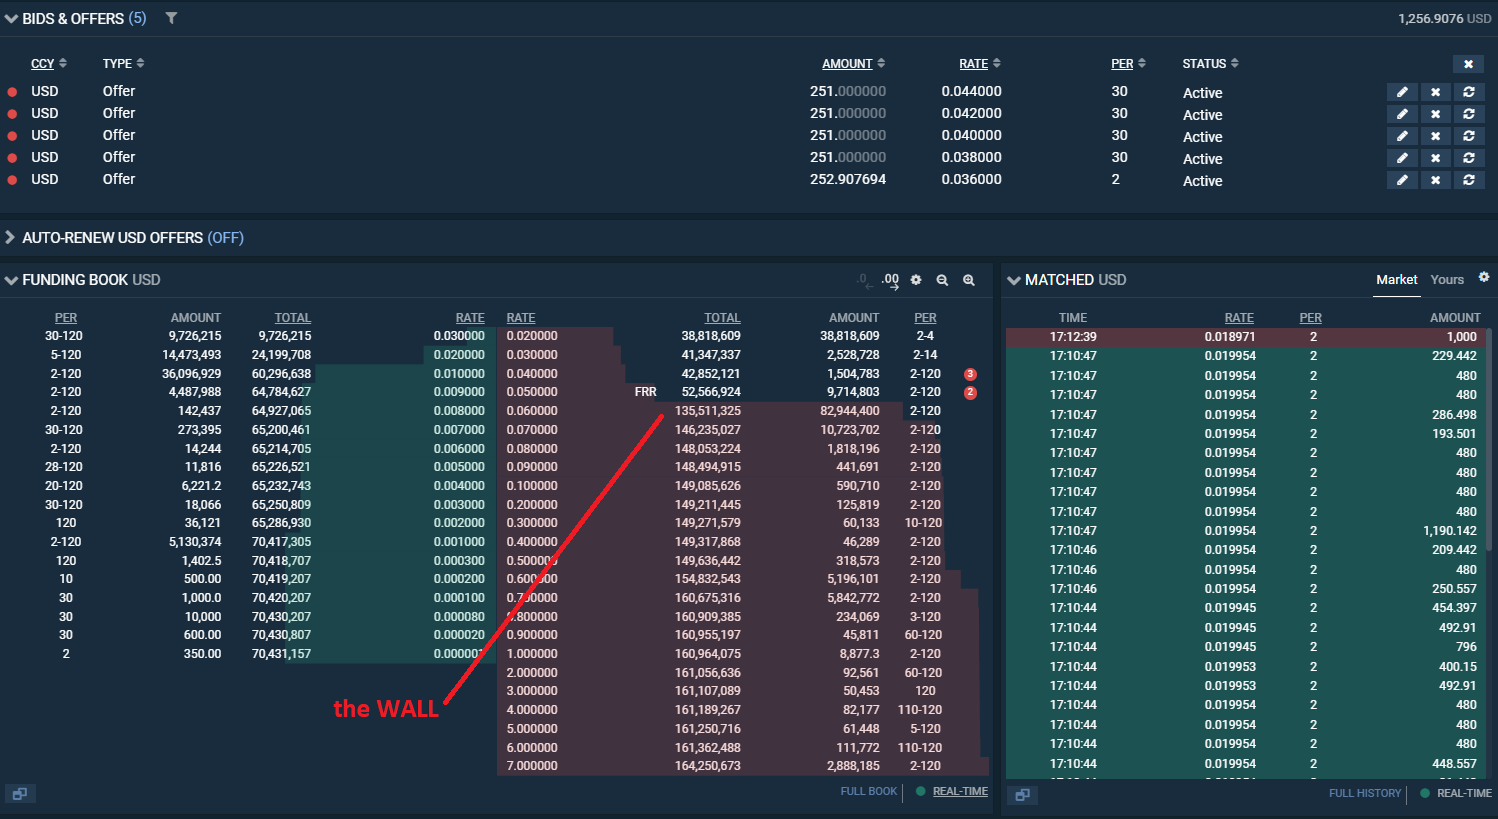 BIDS & OFFERS (5) 1,256.9076 USD
CCY TYPE AMOUNT RATE PER STATUS
USD Offer 251.000000 0.044000 30 Active
USD Offer 251.000000 0.042000 30 Active
USD Offer 251.000000 0.040000 30 Active
USD Offer 251.000000 0.038000 30 Active
USD Offer 252.907694 0.036000 2 Active
AUTO-RENEW USD OFFERS (OFF)
FUNDING BOOK USD .0 .00
PER AMOUNT TOTAL RATE RATE TOTAL AMOUNT PER
30-120 9,726,215 9,726,215 0.030000 0.020000 38,818,609 38,818,609 2-4
5-120 14,473,493 24,199,708 0.020000 0.030000 41,347,337 2,528,728 2-14
2-120 36,096,929 60,296,638 0.010000 0.040000 42,852,121 1,504,783 2-120 3
2-120 4,487,988 64,784,627 0.009000 0.050000 FRR 52,566,924 9,714,803 2-120 2
2-120 142,437 64,927,065 0.008000 0.060000 135,511,325 82,944,400 2-120
30-120 273,395 65,200,461 0.007000 0.070000 146,235,027 10,723,702 2-120
2-120 14,244 65,214,705 0.006000 0.080000 148,053,224 1,818,196 2-120
28-120 11,816 65,226,521 0.005000 0.090000 148,494,915 441,691 2-120
20-120 6,221.2 65,232,743 0.004000 0.100000 149,085,626 590,710 2-120
30-120 18,066 65,250,809 0.003000 0.200000 149,211,445 125,819 2-120
120 36,121 65,286,930 0.002000 0.300000 149,271,579 60,133 10-120
2-120 5,130,374 70,417,305 0.001000 0.400000 149,317,868 46,289 2-120
120 1,402.5 70,418,707 0.000300 0.500000 149,636,442 318,573 2-120
10 500.00 70,419,207 0.000200 0.600000 154,832,543 5,196,101 2-120
30 1,000.0 70,420,207 0.000100 0.700000 160,675,316 5,842,772 2-120
30 10,000 70,430,207 0.000080 0.800000 160,909,385 234,069 3-120
30 600.00 70,430,807 0.000020 0.900000 160,955,197 45,811 60-120
2 350.00 70,431,157 0.000001 1.000000 160,964,075 8,877.3 2-120
2.000000 161,056,636 92,561 60-120
3.000000 161,107,089 50,453 120
4.000000 161,189,267 82,177 110-120
5.000000 161,250,716 61,448 5-120
6.000000 161,362,488 111,772 110-120
7.000000 164,250,673 2,888,185 2-120
the WALL
FULL BOOK REAL-TIME
MATCHED USD Market Yours
TIME RATE PER AMOUNT
17:12:39 0.018971 2 1,000
17:10:47 0.019954 2 229.442
17:10:47 0.019954 2 480
17:10:47 0.019954 2 480
17:10:47 0.019954 2 286.498
17:10:47 0.019954 2 193.501
17:10:47 0.019954 2 480
17:10:47 0.019954 2 480
17:10:47 0.019954 2 480
17:10:47 0.019954 2 480
17:10:47 0.019954 2 1,190.142
17:10:46 0.019954 2 209.442
17:10:46 0.019954 2 480
17:10:46 0.019954 2 250.557
17:10:44 0.019945 2 454.397
17:10:44 0.019945 2 492.91
17:10:44 0.019945 2 796
17:10:44 0.019953 2 400.15
17:10:44 0.019953 2 492.91
17:10:44 0.019954 2 480
17:10:44 0.019954 2 480
17:10:44 0.019954 2 480
17:10:44 0.019954 2 448.557
FULL HISTORY REAL-TIME